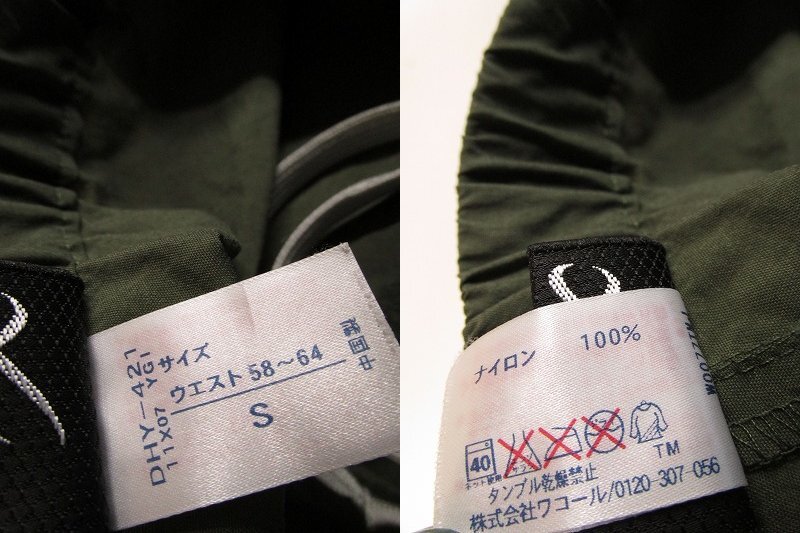 DHY-421
11X07 YG1
サイズ
ウエスト58～64
S
中国製
ナイロン 100%
40
タンブル乾燥禁止 TM
株式会社ワコール/0120-307-056